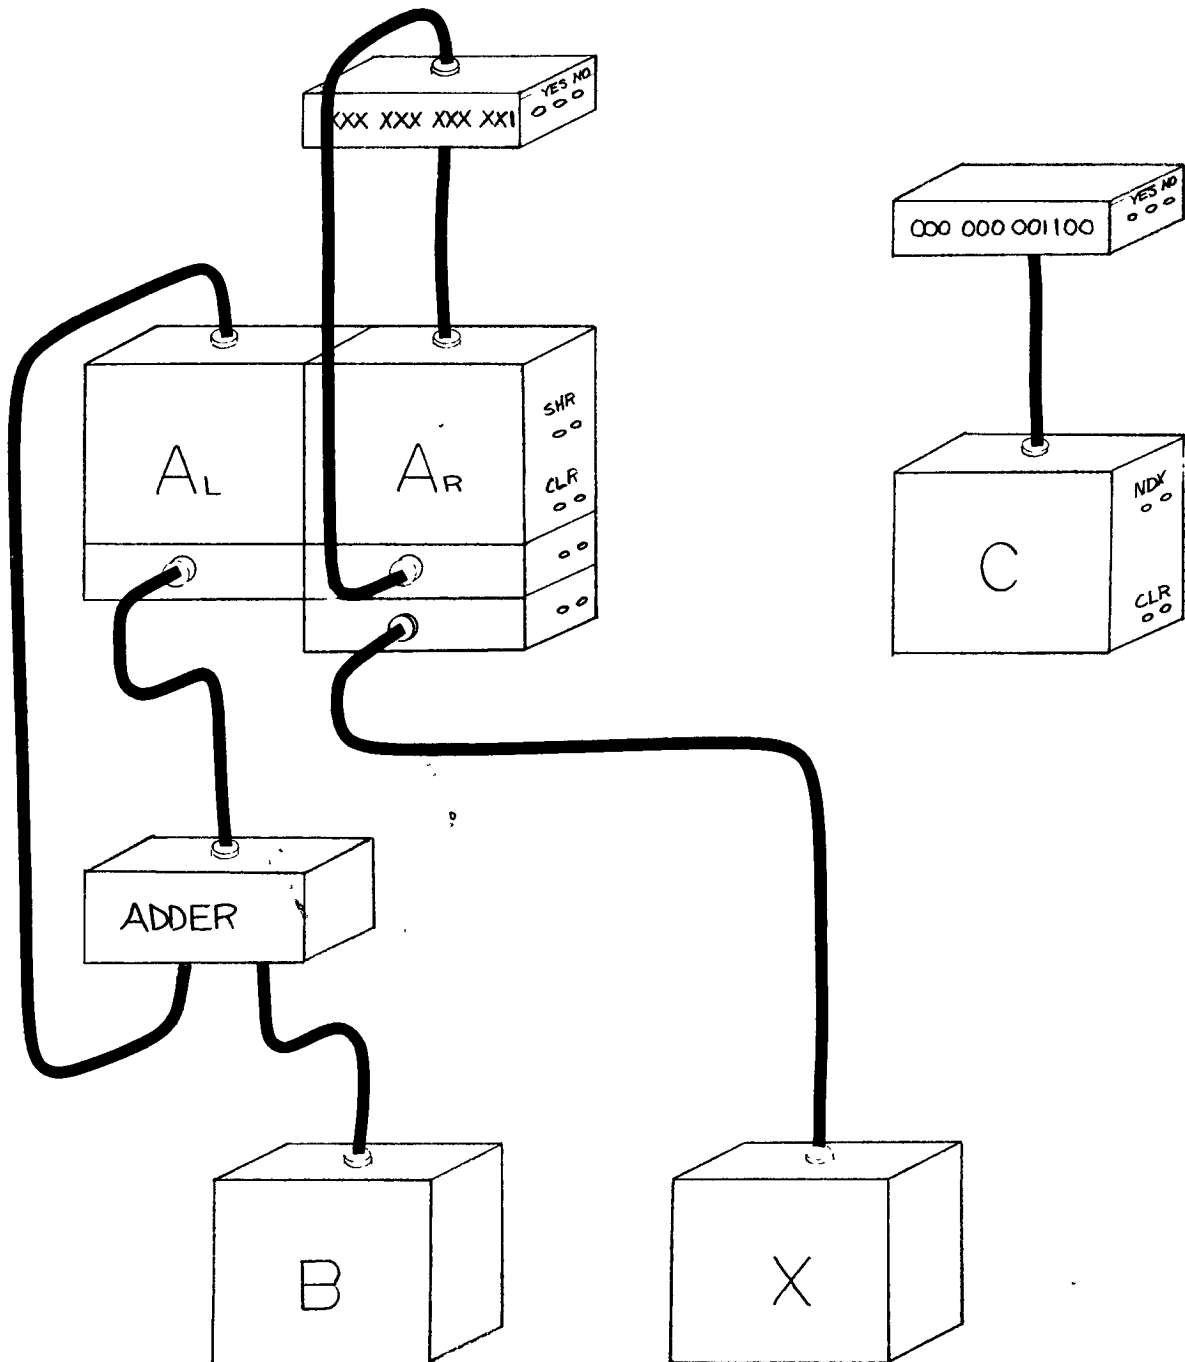 YES NO
XXX XXX XXX XX1
YES NO
000 000 001100
AL
AR
SHR
CLR
C
NDX
CLR
ADDER
B
X